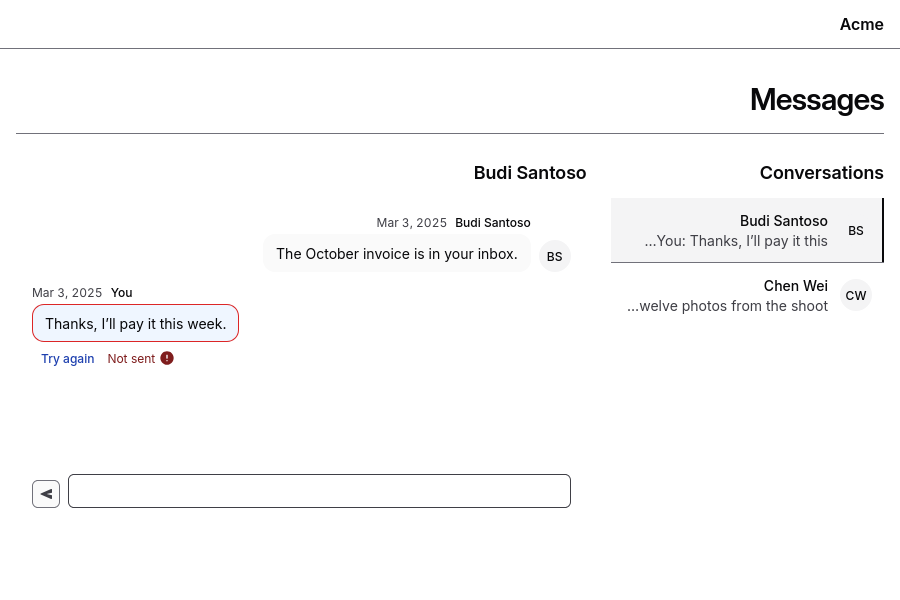 Acme
Messages
Conversations
Budi Santoso
You: Thanks, I’ll pay it this…
BS
Chen Wei
…welve photos from the shoot
CW
Budi Santoso
Budi Santoso Mar 3, 2025
The October invoice is in your inbox.
BS
You Mar 3, 2025
Thanks, I’ll pay it this week.
Not sent Try again